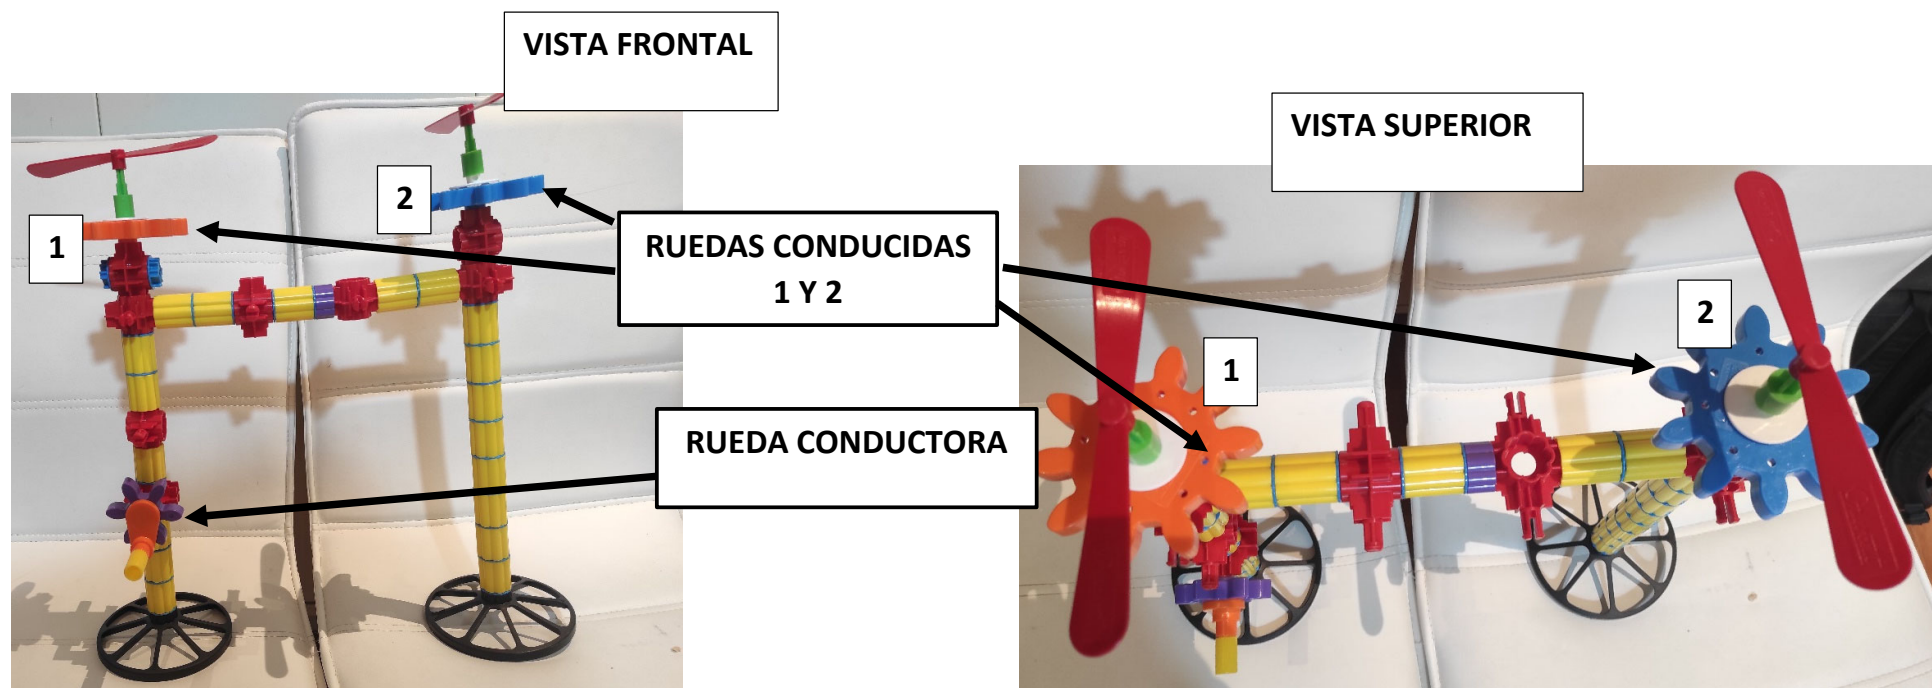 VISTA FRONTAL
VISTA SUPERIOR
2
1
RUEDAS CONDUCIDAS
1 Y 2
2
1
RUEDA CONDUCTORA